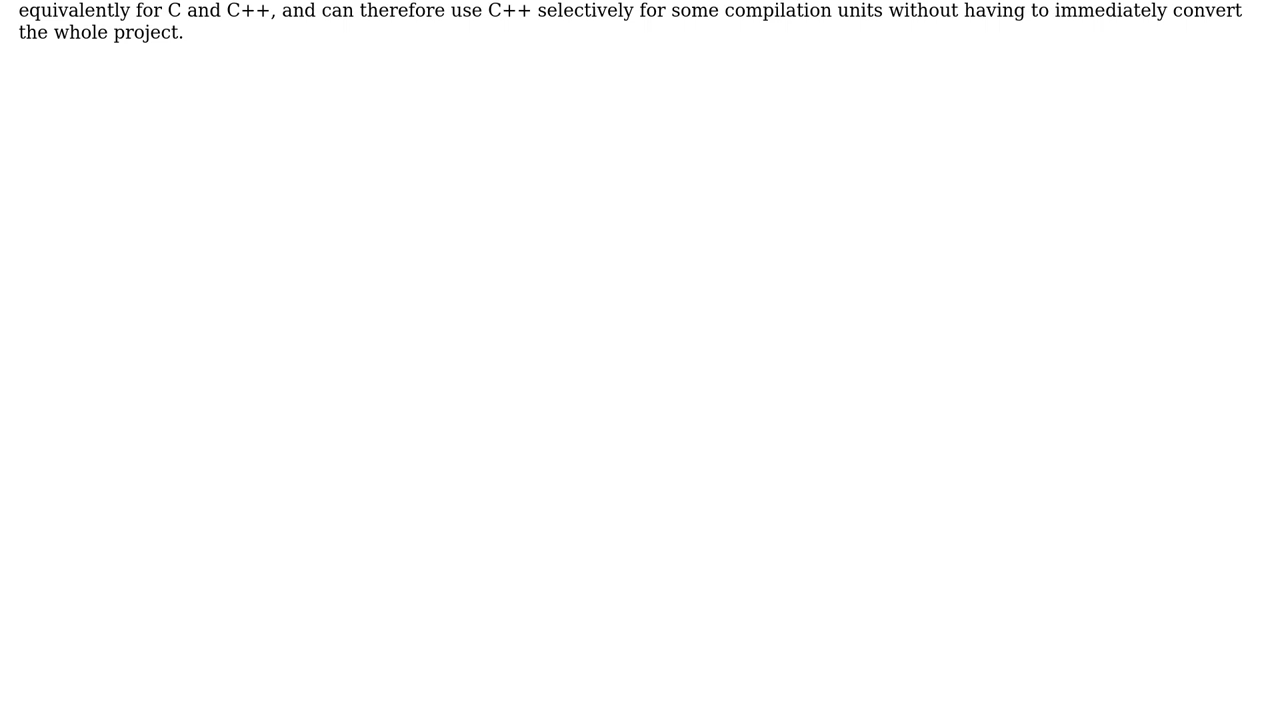 equivalently for C and C++, and can therefore use C++ selectively for some compilation units without having to immediately convert
the whole project.